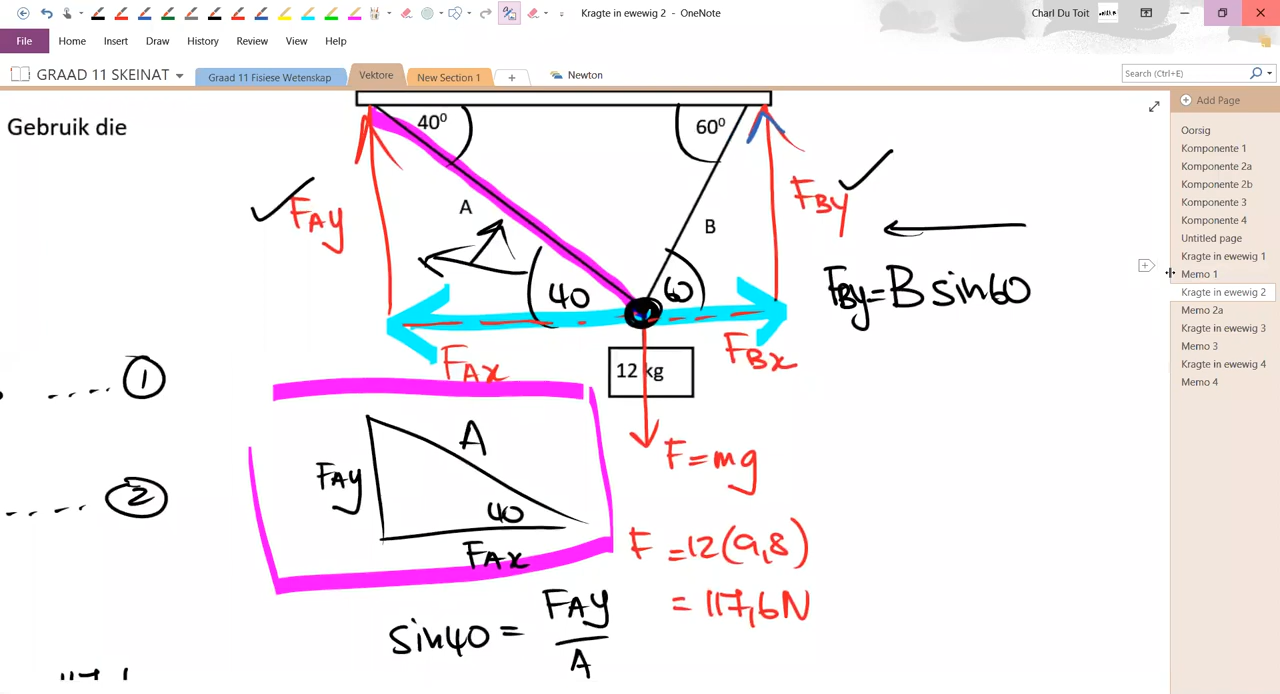 Kragte in ewewig 2 - OneNote
Charl Du Toit
File Home Insert Draw History Review View Help
GRAAD 11 SKEINAT
Graad 11 Fisiese Wetenskap
Vektore
New Section 1
Newton
Search (Ctrl+E)
Add Page
Oorsig
Komponente 1
Komponente 2a
Komponente 2b
Komponente 3
Komponente 4
Untitled page
Kragte in ewewig 1
Memo 1
Kragte in ewewig 2
Memo 2a
Kragte in ewewig 3
Memo 3
Kragte in ewewig 4
Memo 4
Gebruik die
40⁰
60⁰
A
B
FAy
FBy
40
60
FBy = B sin60
FAx
FBx
12 kg
①
②
F = mg
F = 12(9,8)
= 117,6N
A
FAy
40
FAx
sin40 = FAy / A